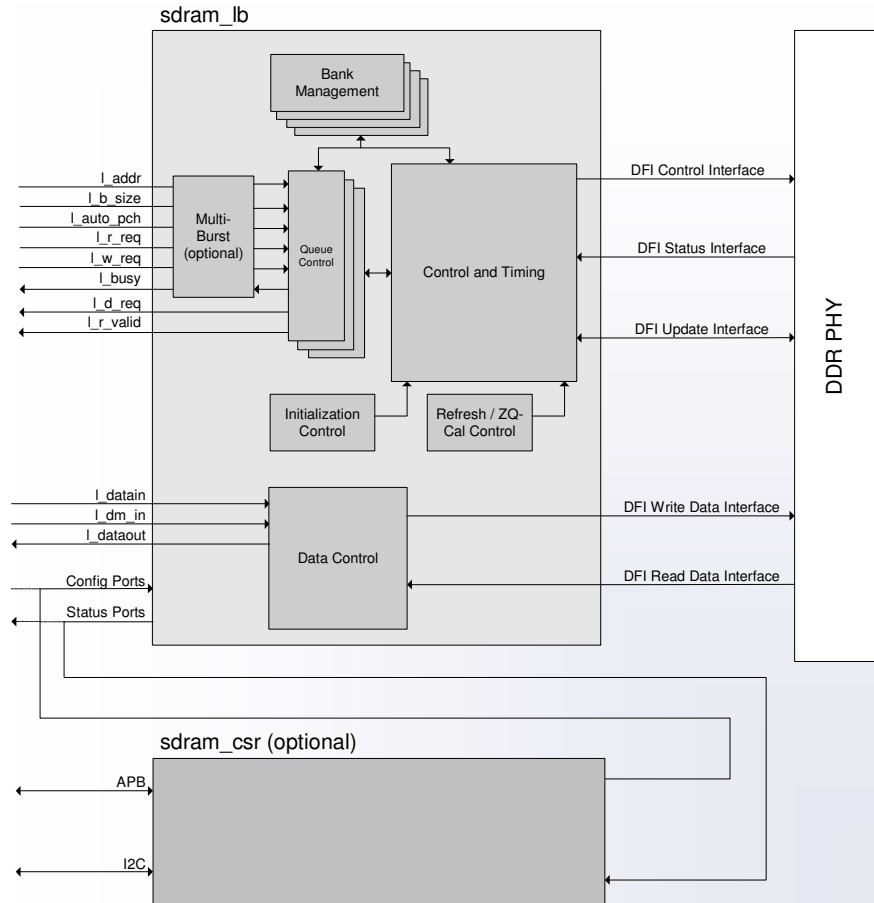 sdram_lb
Bank
Management
l_addr
l_b_size
l_auto_pch
l_r_req
l_w_req
l_busy
l_d_req
l_r_valid
Multi-
Burst
(optional)
Queue
Control
Control and Timing
DFI Control Interface
DFI Status Interface
DFI Update Interface
DDR PHY
Initialization
Control
Refresh / ZQ-
Cal Control
l_datain
l_dm_in
l_dataout
Data Control
DFI Write Data Interface
DFI Read Data Interface
Config Ports
Status Ports
sdram_csr (optional)
APB
I2C